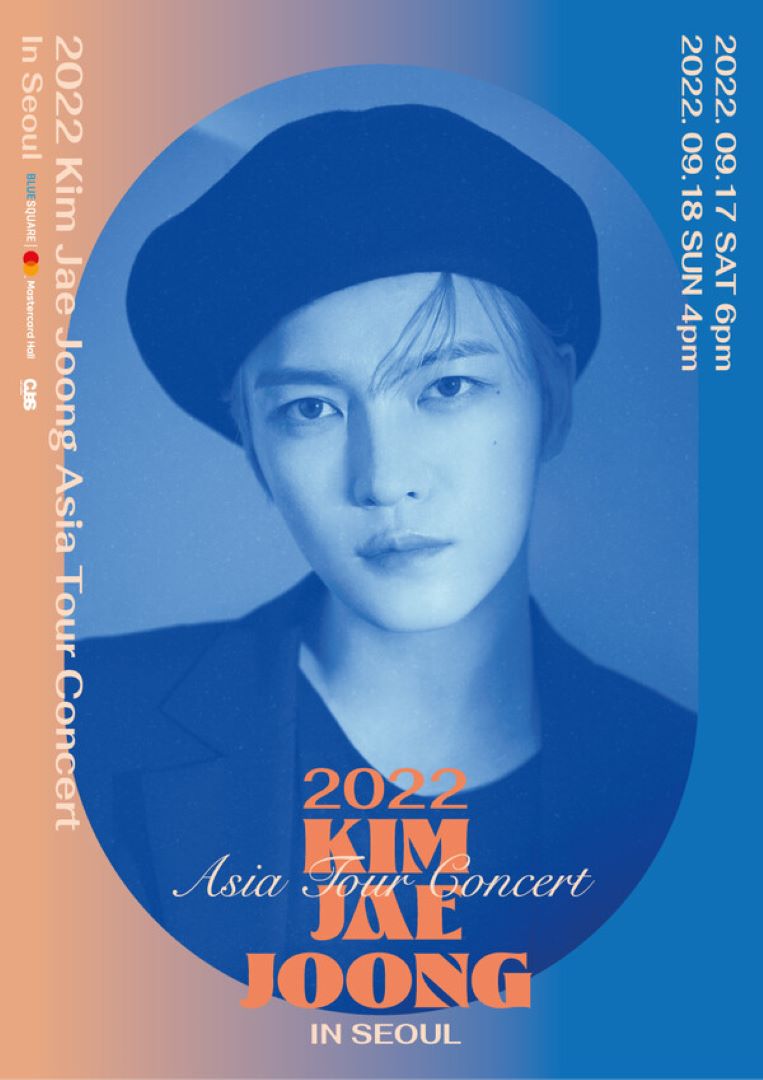 2022 Kim Jae Joong Asia Tour Concert
In Seoul
BLUESQUARE | Mastercard Hall
2022. 09.17 SAT 6pm
2022. 09.18 SUN 4pm
2022
KIM
Asia Tour Concert
JAE
JOONG
IN SEOUL